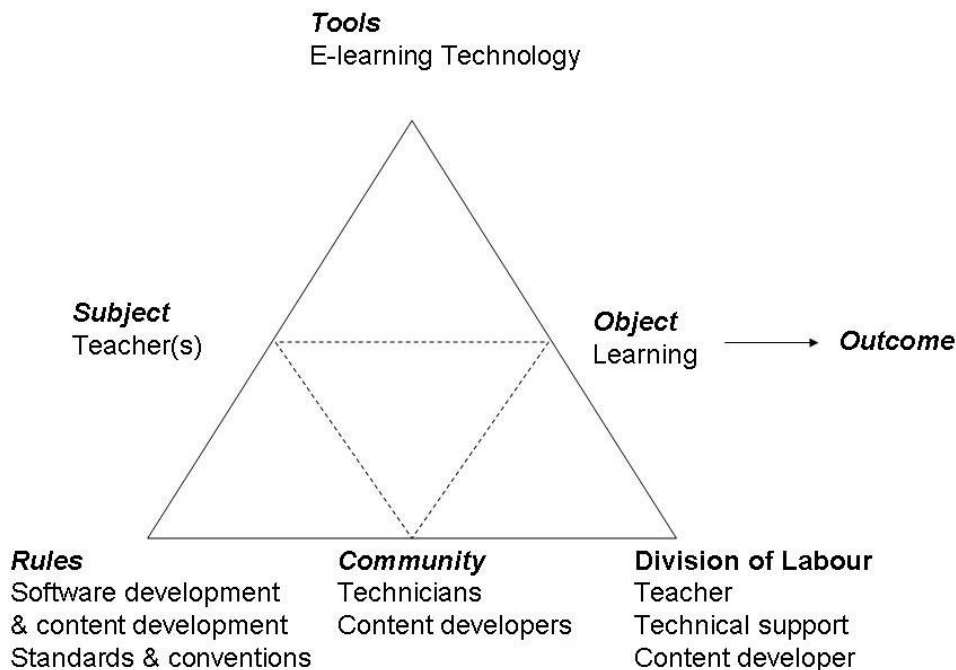 Tools
E-learning Technology
Subject
Teacher(s)
Object
Learning
Outcome
Rules
Software development
& content development
Standards & conventions
Community
Technicians
Content developers
Division of Labour
Teacher
Technical support
Content developer